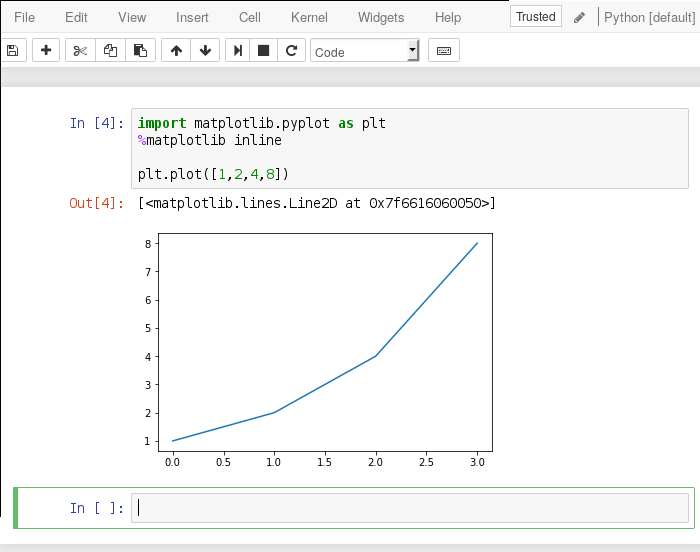 File Edit View Insert Cell Kernel Widgets Help Trusted Python [default]
Code
In [4]: import matplotlib.pyplot as plt
%matplotlib inline
plt.plot([1,2,4,8])
Out[4]: [<matplotlib.lines.Line2D at 0x7f6616060050>]
8
7
6
5
4
3
2
1
0.0 0.5 1.0 1.5 2.0 2.5 3.0
In [ ]: